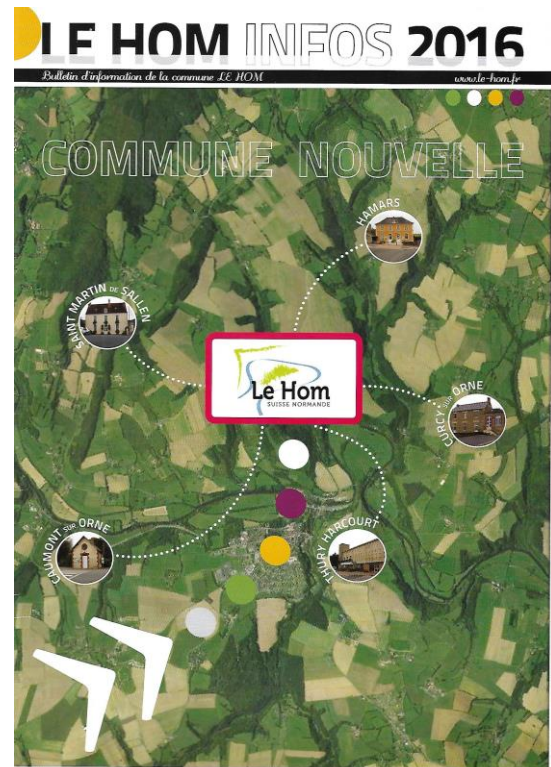 LE HOM INFOS 2016
Bulletin d'information de la commune LE HOM
www.le-hom.fr
COMMUNE NOUVELLE
HAMARS
SAINT MARTIN DE SALLEN
Le Hom
SUISSE NORMANDE
CURCY SUR ORNE
CAUMONT SUR ORNE
THURY HARCOURT